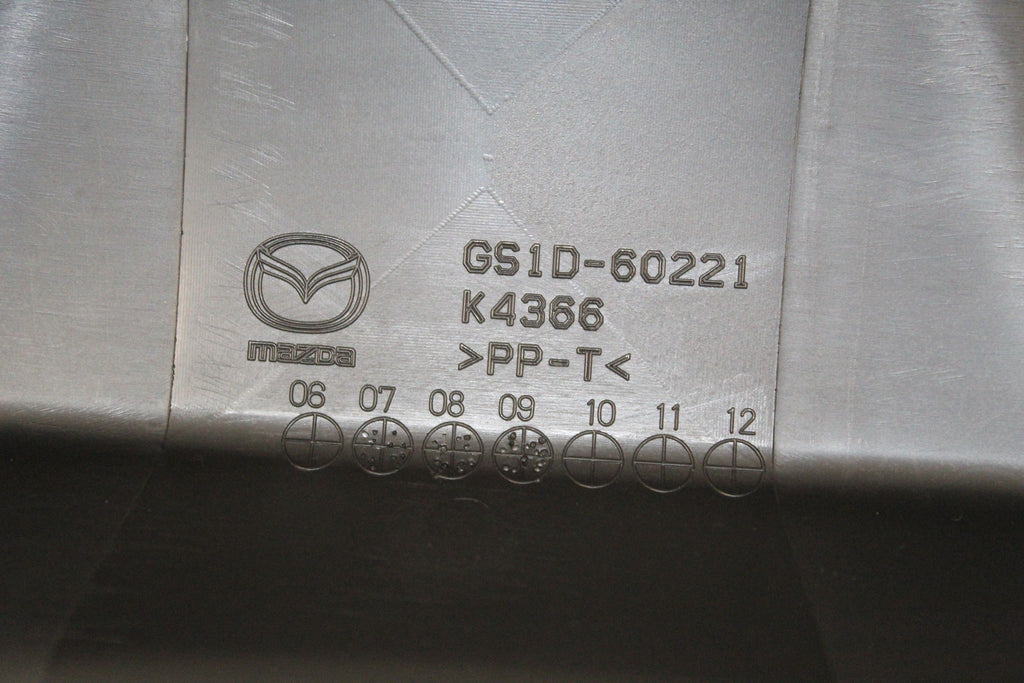 GS1D-60221
K4366
mazda
>PP-T<
06 07 08 09 10 11 12